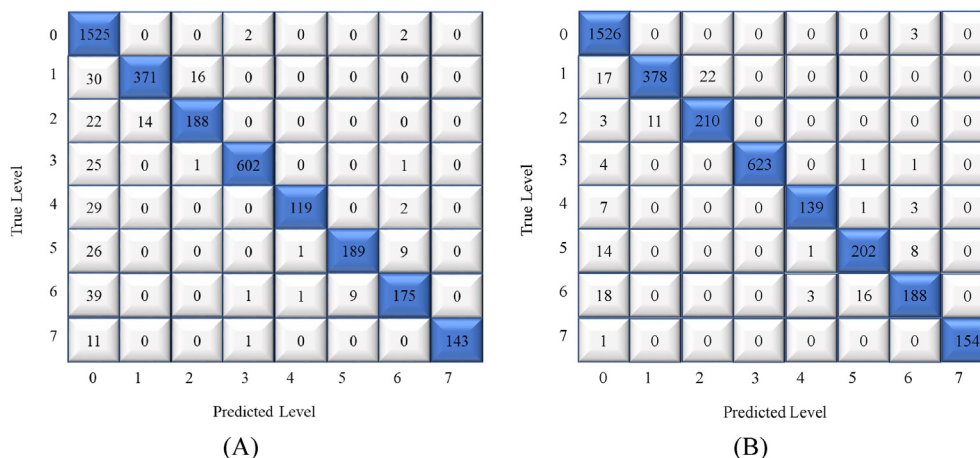 0 1525 0 0 2 0 0 2 0
1 30 371 16 0 0 0 0 0
2 22 14 188 0 0 0 0 0
3 25 0 1 602 0 0 1 0
4 29 0 0 0 119 0 2 0
5 26 0 0 0 1 189 9 0
6 39 0 0 1 1 9 175 0
7 11 0 0 1 0 0 0 143
0 1 2 3 4 5 6 7
True Level
Predicted Level
(A)
0 1526 0 0 0 0 0 3 0
1 17 378 22 0 0 0 0 0
2 3 11 210 0 0 0 0 0
3 4 0 0 623 0 1 1 0
4 7 0 0 0 139 1 3 0
5 14 0 0 0 1 202 8 0
6 18 0 0 0 3 16 188 0
7 1 0 0 0 0 0 0 154
0 1 2 3 4 5 6 7
True Level
Predicted Level
(B)